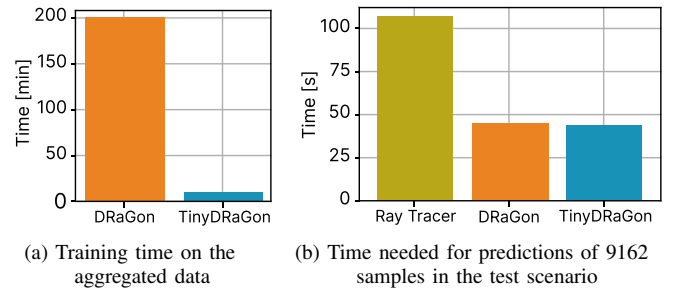 200
150
100
50
0
Time [min]
DRaGon TinyDRaGon
(a) Training time on the
aggregated data
100
75
50
25
0
Time [s]
Ray Tracer DRaGon TinyDRaGon
(b) Time needed for predictions of 9162
samples in the test scenario